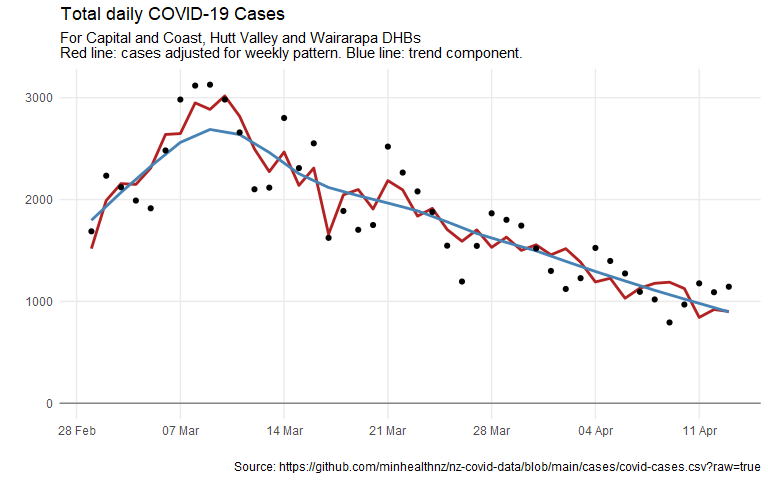 Total daily COVID-19 Cases
For Capital and Coast, Hutt Valley and Wairarapa DHBs
Red line: cases adjusted for weekly pattern. Blue line: trend component.
3000
2000
1000
0
28 Feb
07 Mar
14 Mar
21 Mar
28 Mar
04 Apr
11 Apr
Source: https://github.com/minhealthnz/nz-covid-data/blob/main/cases/covid-cases.csv?raw=true